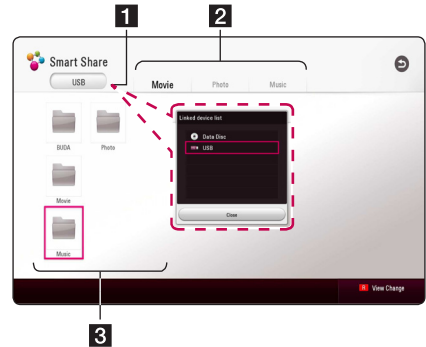 1
2
Smart Share
USB
Movie Photo Music
Linked device list
Data Disc
USB
Close
BUDA Photo
Movie
Music
R View Change
3